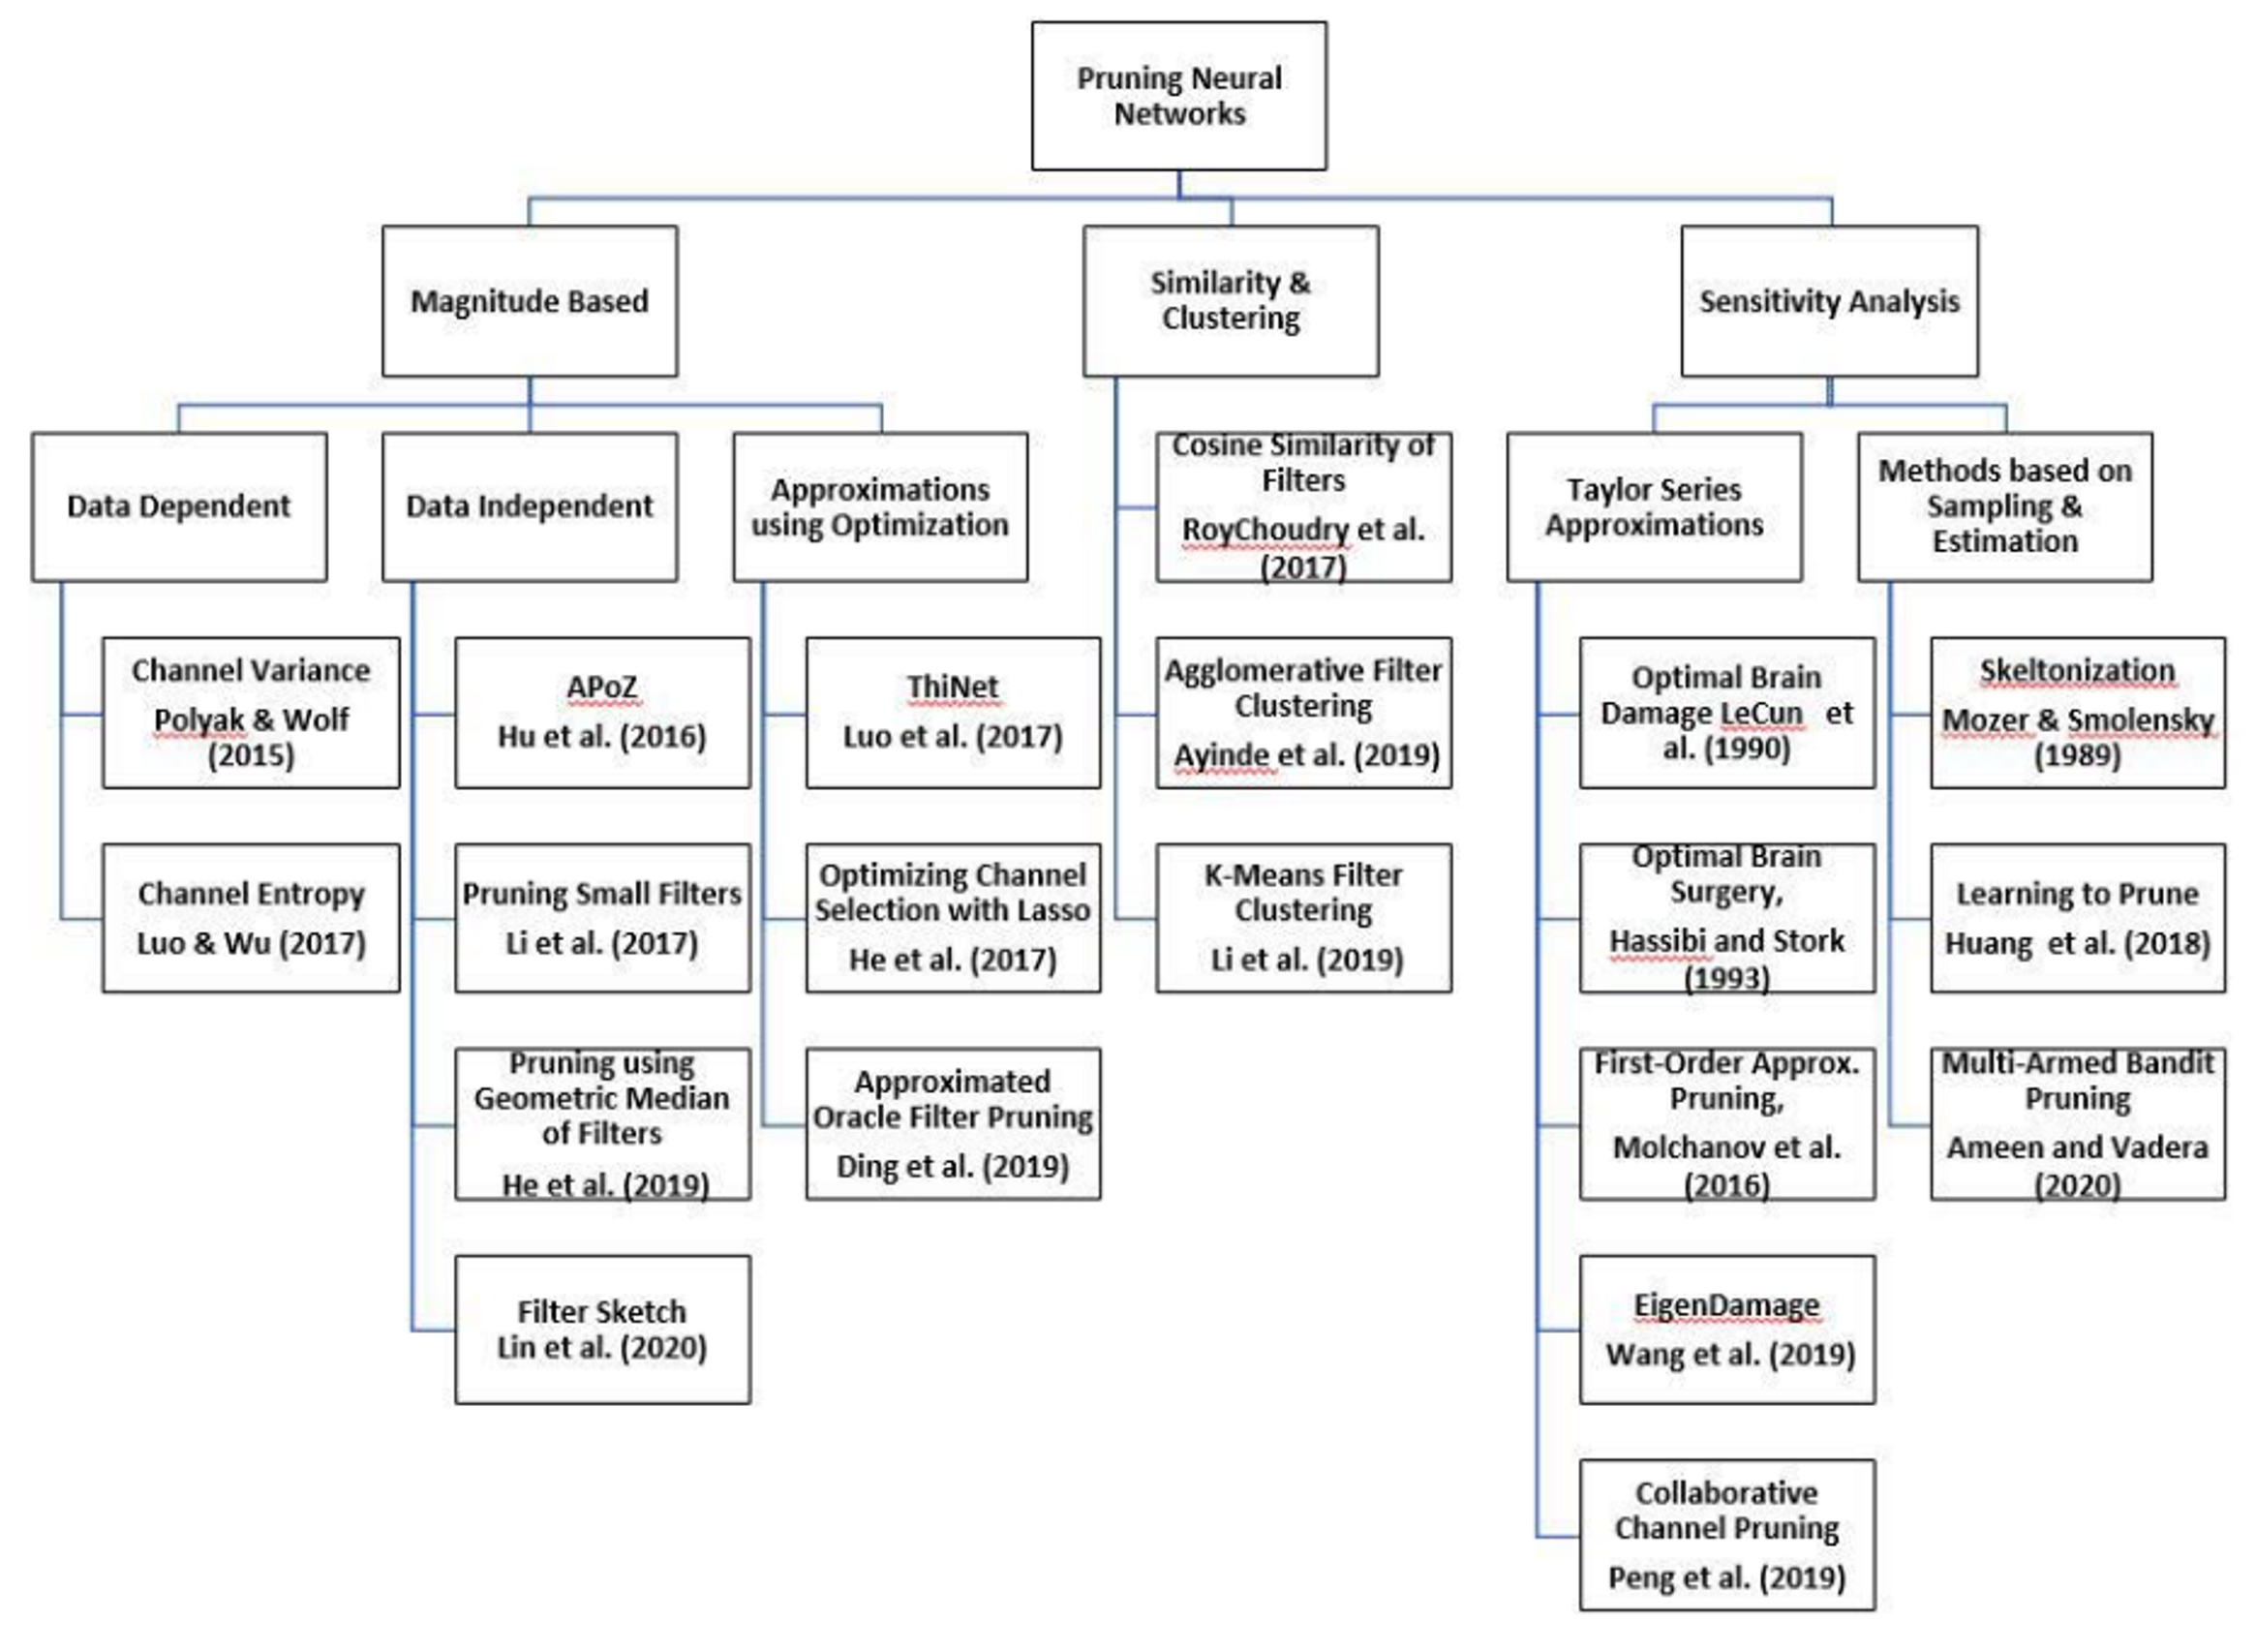 Pruning Neural
Networks
Magnitude Based
Similarity &
Clustering
Sensitivity Analysis
Data Dependent
Data Independent
Approximations
using Optimization
Cosine Similarity of
Filters
RoyChoudry et al.
(2017)
Taylor Series
Approximations
Methods based on
Sampling &
Estimation
Channel Variance
Polyak & Wolf
(2015)
APoZ
Hu et al. (2016)
ThiNet
Luo et al. (2017)
Agglomerative Filter
Clustering
Ayinde et al. (2019)
Optimal Brain
Damage LeCun   et
al. (1990)
Skeltonization
Mozer & Smolensky
(1989)
Channel Entropy
Luo & Wu (2017)
Pruning Small Filters
Li et al. (2017)
Optimizing Channel
Selection with Lasso
He et al. (2017)
K-Means Filter
Clustering
Li et al. (2019)
Optimal Brain
Surgery,
Hassibi and Stork
(1993)
Learning to Prune
Huang  et al. (2018)
Pruning using
Geometric Median
of Filters
He et al. (2019)
Approximated
Oracle Filter Pruning
Ding et al. (2019)
First-Order Approx.
Pruning,
Molchanov et al.
(2016)
Multi-Armed Bandit
Pruning
Ameen and Vadera
(2020)
Filter Sketch
Lin et al. (2020)
EigenDamage
Wang et al. (2019)
Collaborative
Channel Pruning
Peng et al. (2019)